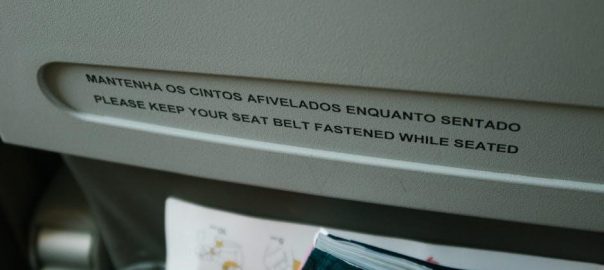 MANTENHA OS CINTOS AFIVELADOS ENQUANTO SENTADO
PLEASE KEEP YOUR SEAT BELT FASTENED WHILE SEATED